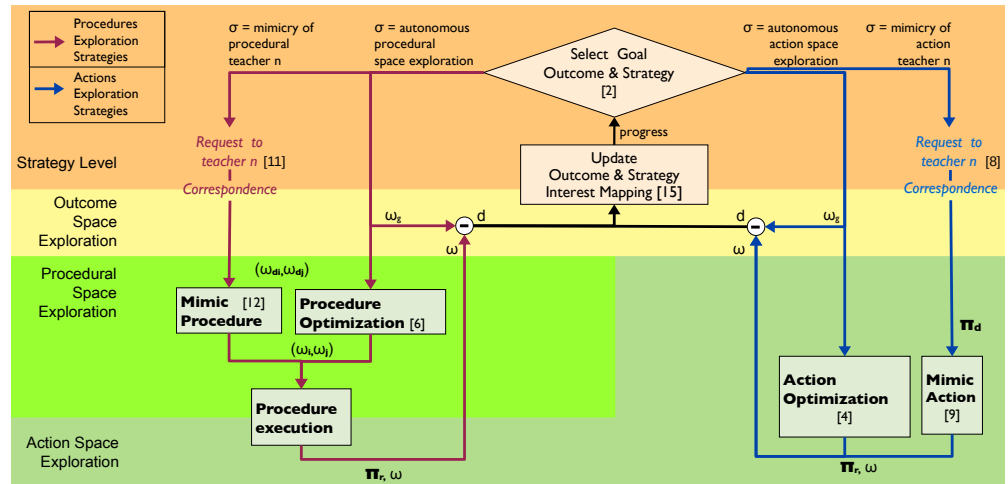 Procedures
Exploration
Strategies
Actions
Exploration
Strategies
σ = mimicry of
procedural
teacher n
σ = autonomous
procedural
space exploration
Select Goal
Outcome & Strategy
[2]
σ = autonomous
action space
exploration
σ = mimicry of
action
teacher n
progress
Request to
teacher n [11]
Correspondence
Strategy Level
Update
Outcome & Strategy
Interest Mapping [15]
Request to
teacher n [8]
Correspondence
Outcome
Space
Exploration
ωg
−
d
ω
d
−
ωg
ω
Procedural
Space
Exploration
(ωdi,ωdj)
Mimic [12]
Procedure
Procedure
Optimization [6]
(ωi,ωj)
Procedure
execution
πd
Action
Optimization
[4]
Mimic
Action
[9]
Action Space
Exploration
πr, ω
πr, ω